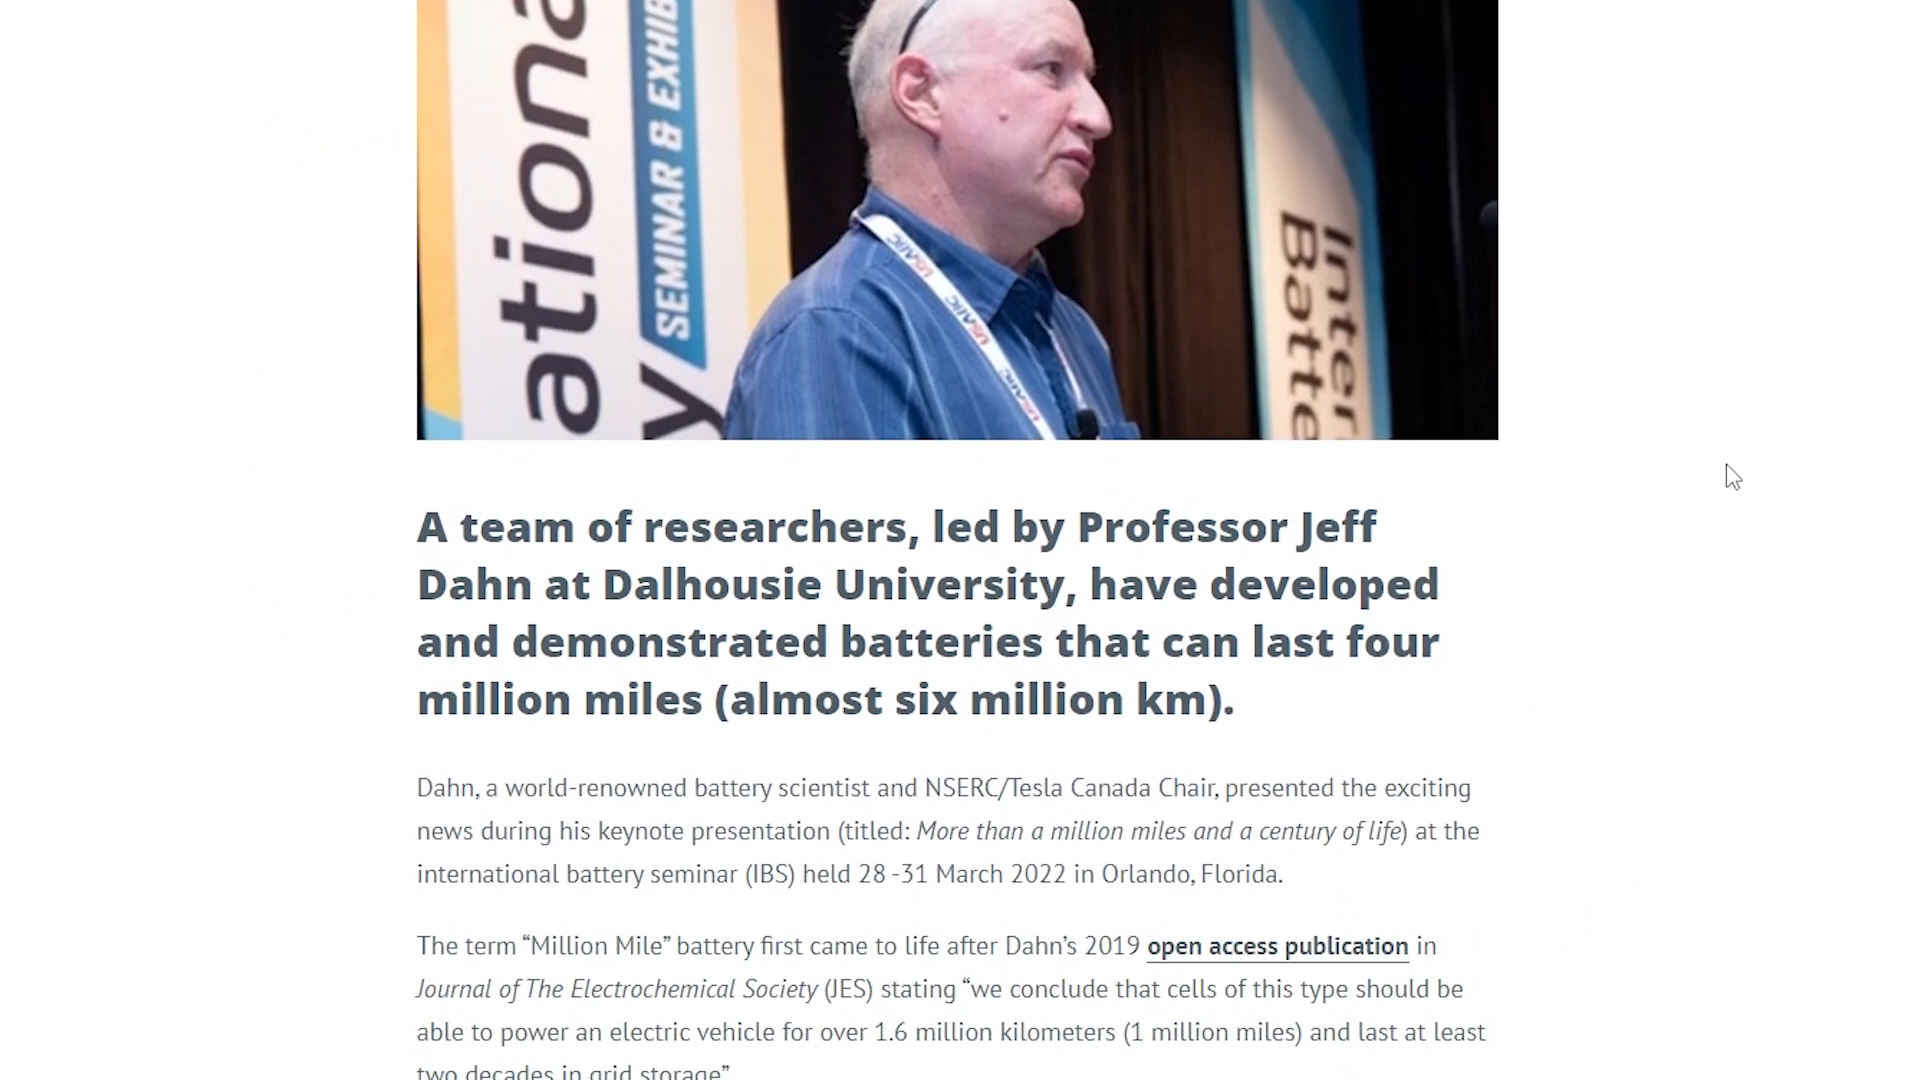 ationa
y SEMINAR & EXHIB
Inter
Batte
A team of researchers, led by Professor Jeff
Dahn at Dalhousie University, have developed
and demonstrated batteries that can last four
million miles (almost six million km).
Dahn, a world-renowned battery scientist and NSERC/Tesla Canada Chair, presented the exciting
news during his keynote presentation (titled: More than a million miles and a century of life) at the
international battery seminar (IBS) held 28 -31 March 2022 in Orlando, Florida.
The term “Million Mile” battery first came to life after Dahn’s 2019 open access publication in
Journal of The Electrochemical Society (JES) stating “we conclude that cells of this type should be
able to power an electric vehicle for over 1.6 million kilometers (1 million miles) and last at least
two decades in grid storage”